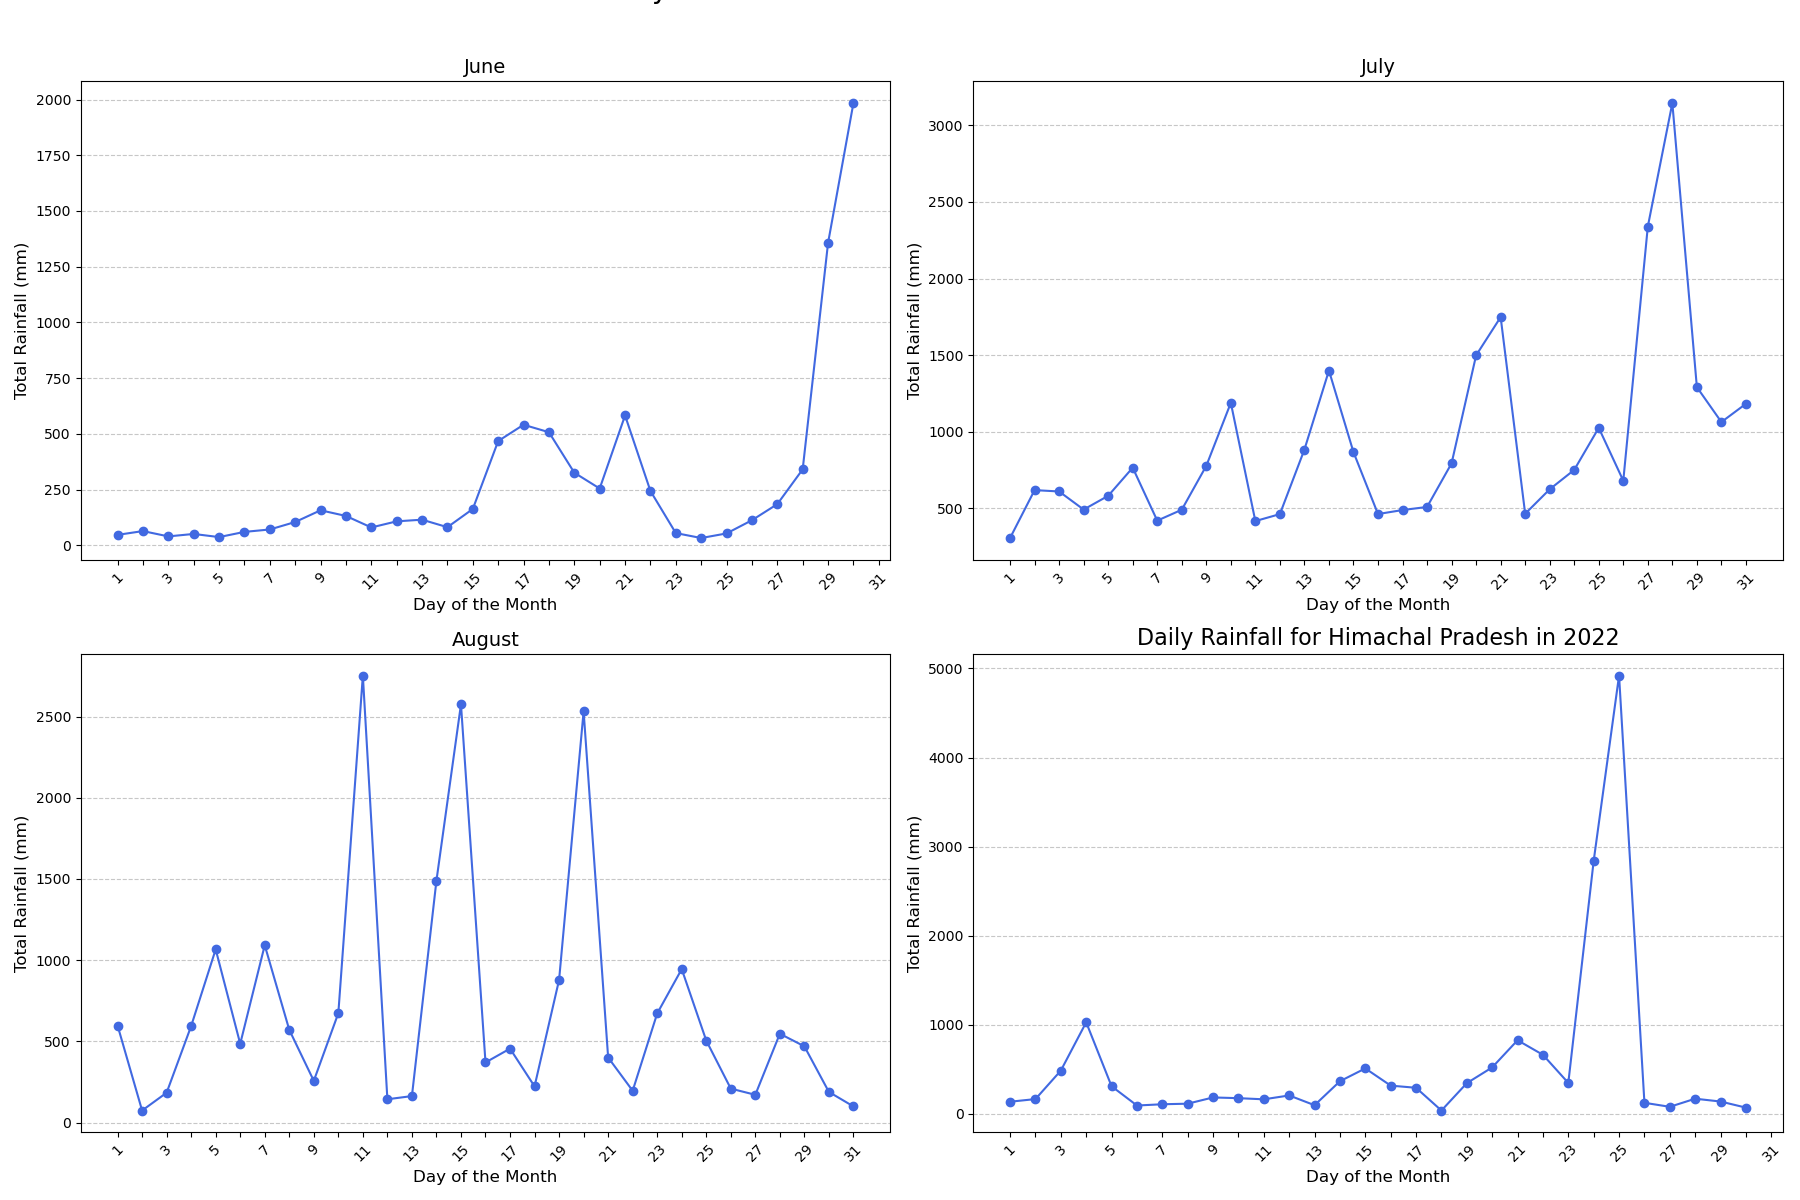 June
2000
1750
1500
1250
1000
750
500
250
0
Total Rainfall (mm)
1 3 5 7 9 11 13 15 17 19 21 23 25 27 29 31
Day of the Month
July
3000
2500
2000
1500
1000
500
Total Rainfall (mm)
1 3 5 7 9 11 13 15 17 19 21 23 25 27 29 31
Day of the Month
August
2500
2000
1500
1000
500
0
Total Rainfall (mm)
1 3 5 7 9 11 13 15 17 19 21 23 25 27 29 31
Day of the Month
Daily Rainfall for Himachal Pradesh in 2022
5000
4000
3000
2000
1000
0
Total Rainfall (mm)
1 3 5 7 9 11 13 15 17 19 21 23 25 27 29 31
Day of the Month